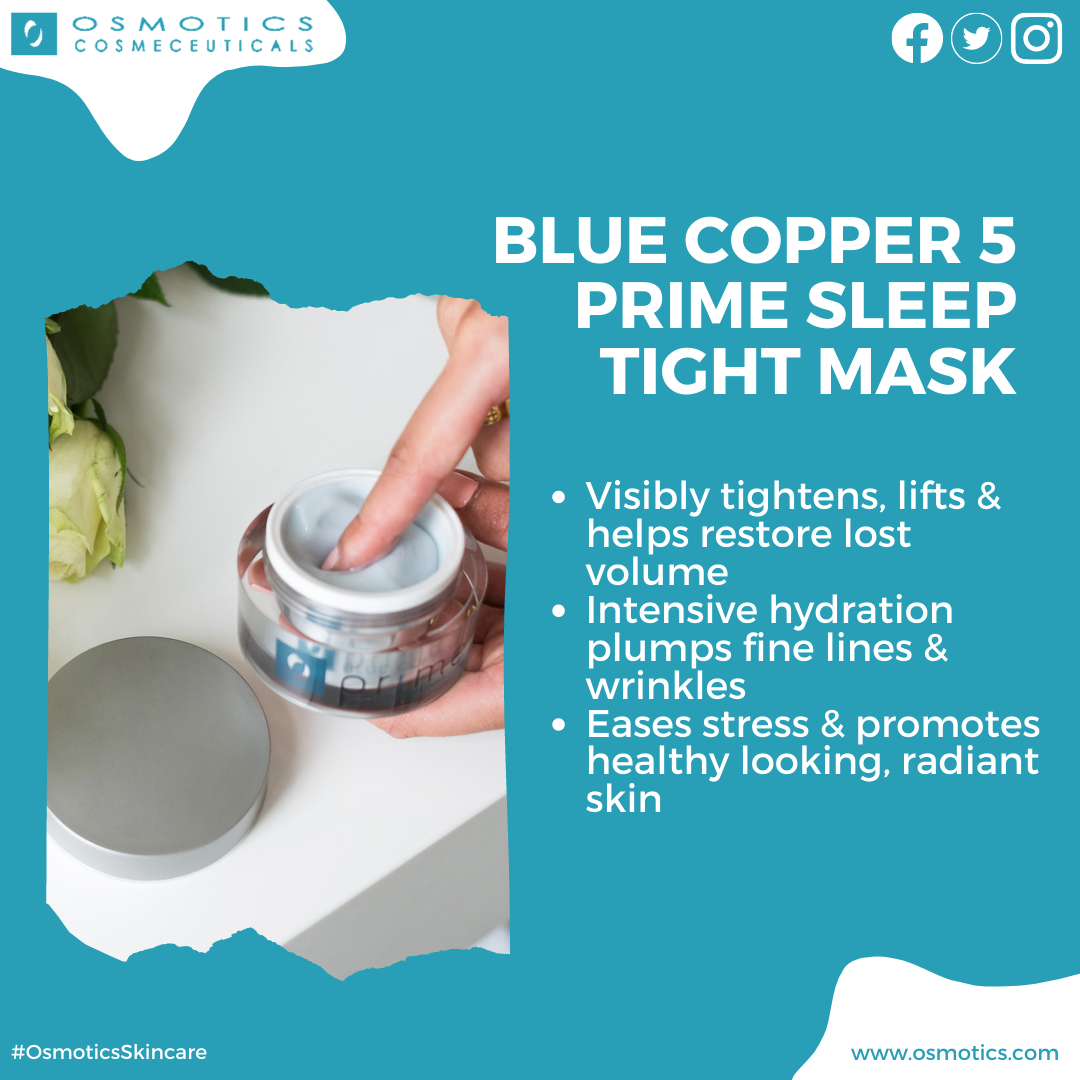 OSMOTICS
COSMECEUTICALS
BLUE COPPER 5
PRIME SLEEP
TIGHT MASK
• Visibly tightens, lifts &
helps restore lost
volume
• Intensive hydration
plumps fine lines &
wrinkles
• Eases stress & promotes
healthy looking, radiant
skin
prime
#OsmoticsSkincare
www.osmotics.com